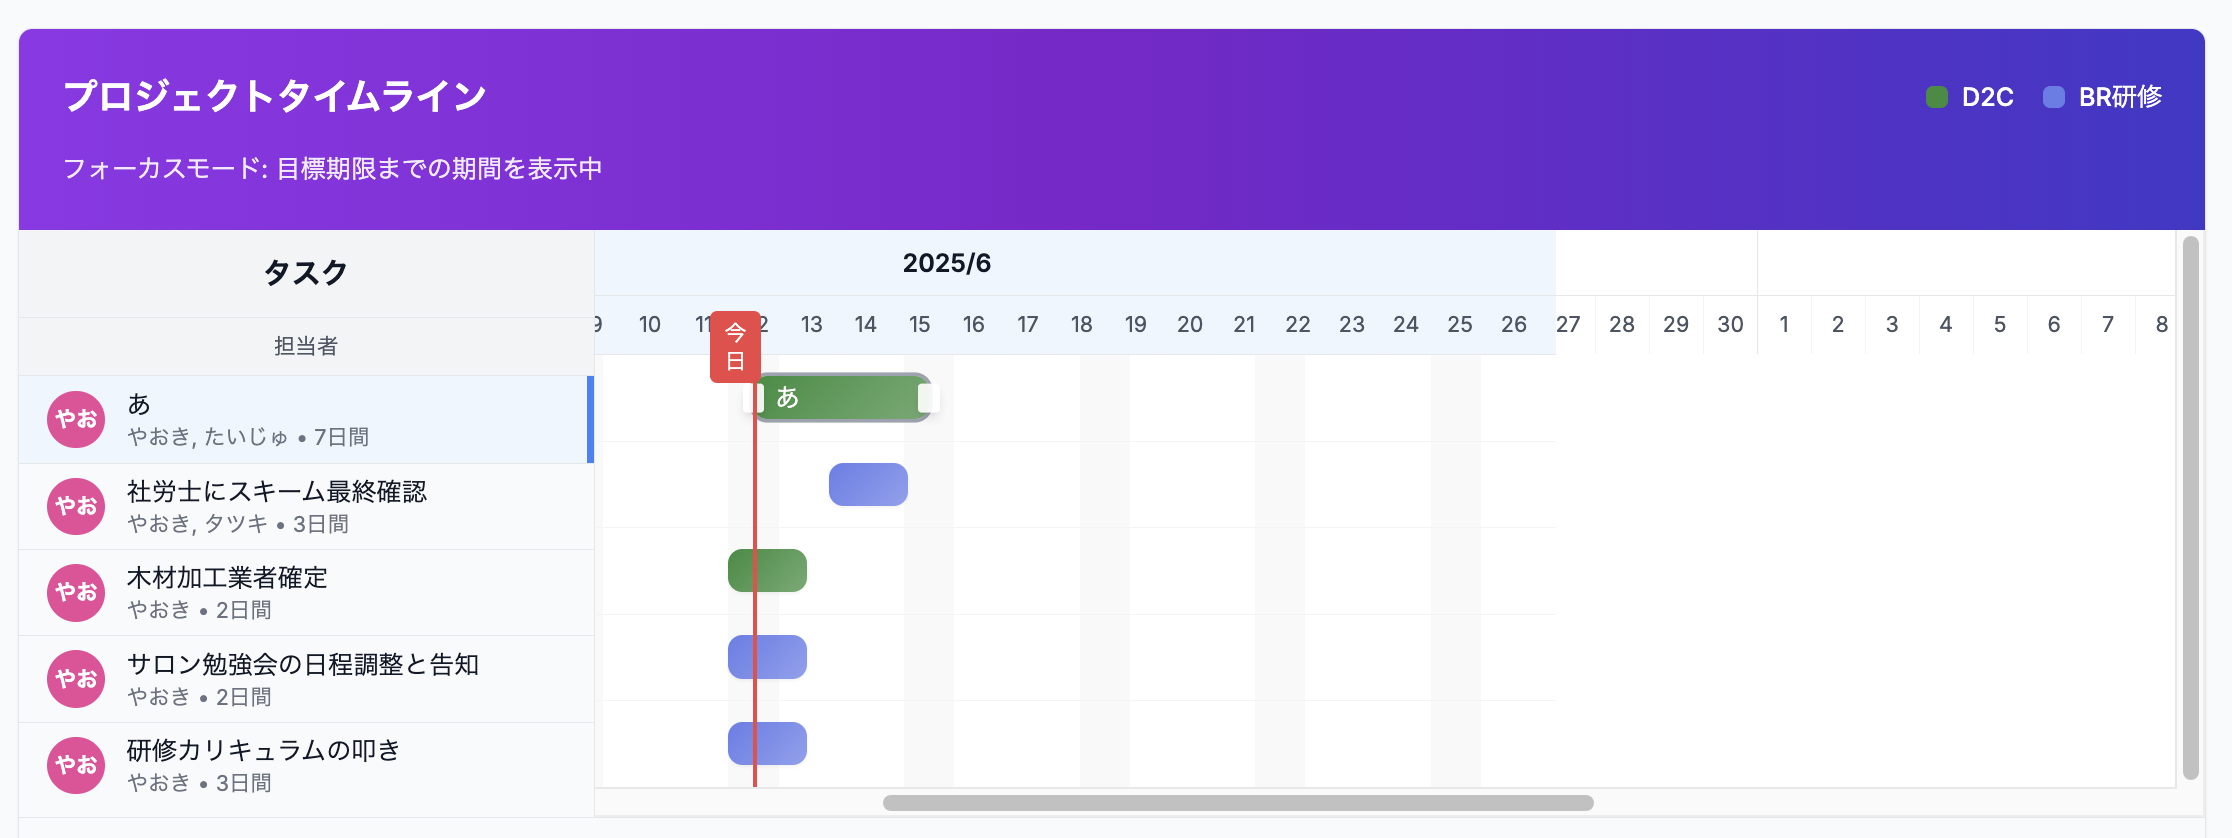 プロジェクトタイムライン
D2C
BR研修
フォーカスモード: 目標期限までの期間を表示中
タスク
2025/6
担当者
10 11 13 14 15 16 17 18 19 20 21 22 23 24 25 26 27 28 29 30 1 2 3 4 5 6 7 8
今日
あ
やお
あ
やおき, たいじゅ • 7日間
やお
社労士にスキーム最終確認
やおき, タツキ • 3日間
やお
木材加工業者確定
やおき • 2日間
やお
サロン勉強会の日程調整と告知
やおき • 2日間
やお
研修カリキュラムの叩き
やおき • 3日間